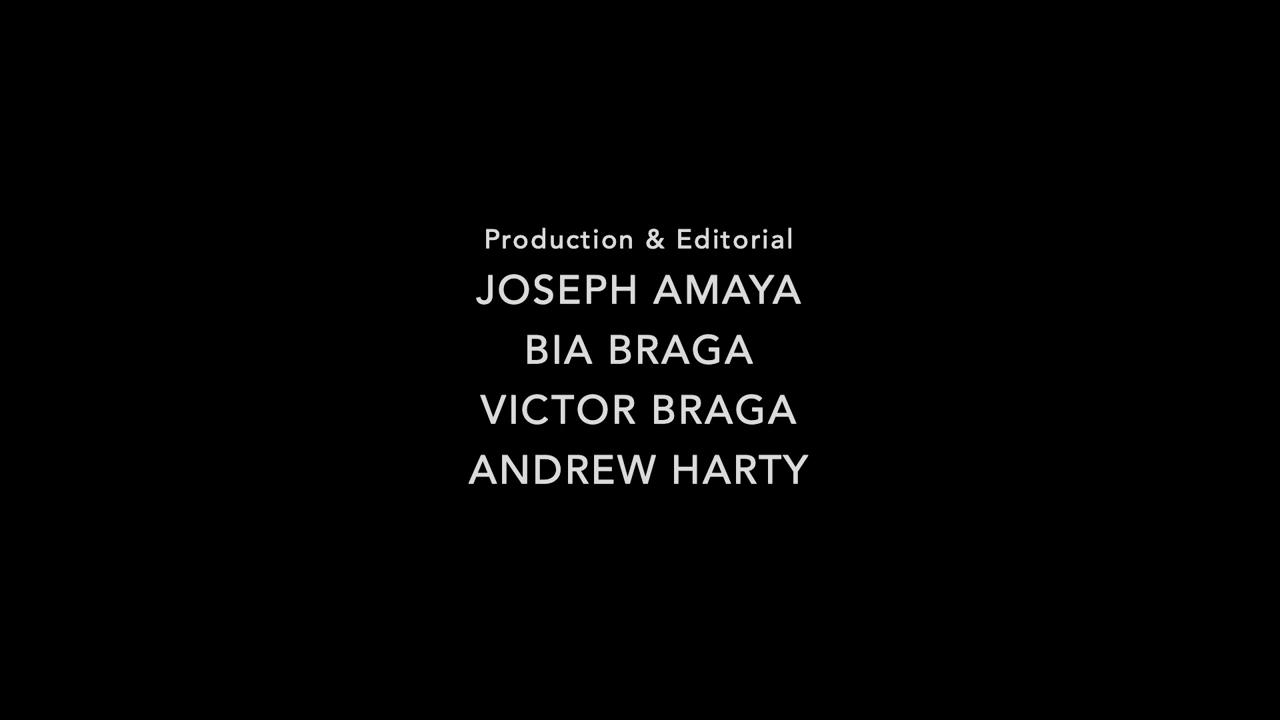 Production & Editorial
JOSEPH AMAYA
BIA BRAGA
VICTOR BRAGA
ANDREW HARTY